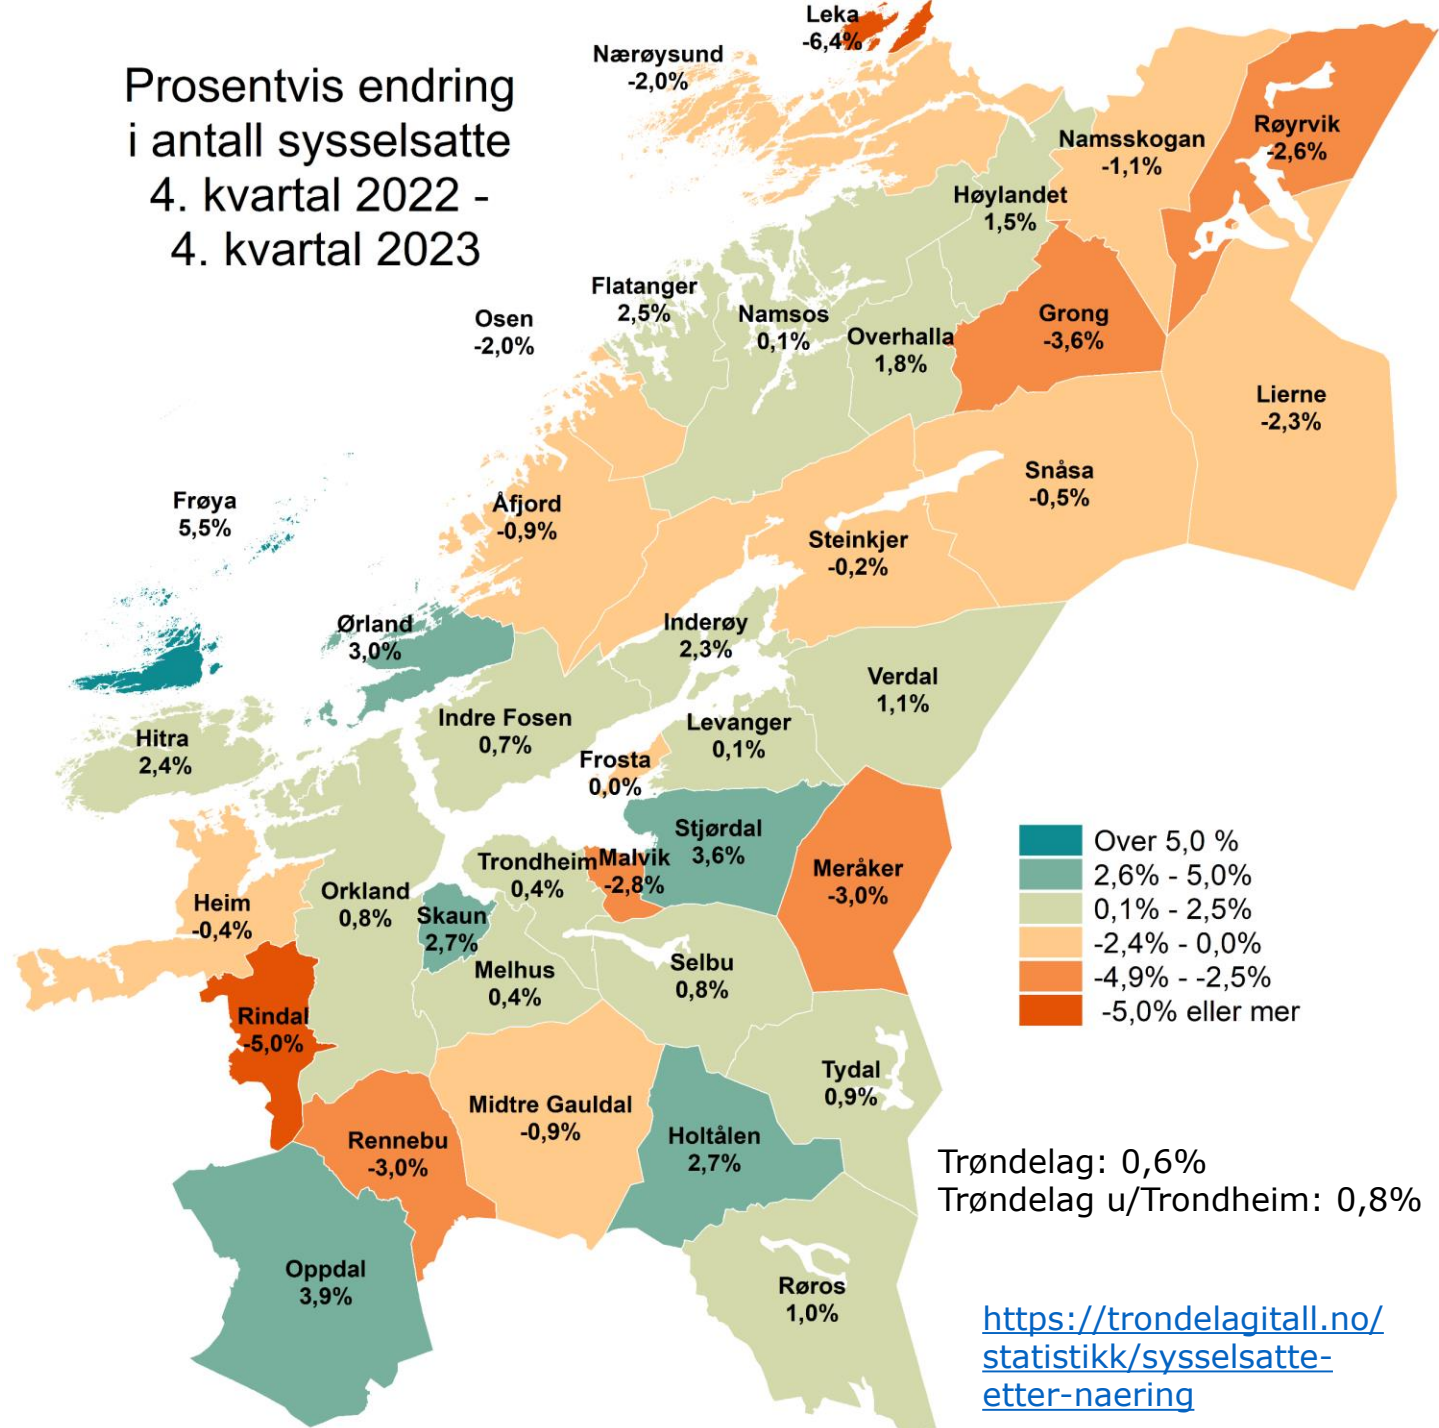 Prosentvis endring
i antall sysselsatte
4. kvartal 2022 -
4. kvartal 2023
Leka
-6,4%
Nærøysund
-2,0%
Namsskogan
-1,1%
Røyrvik
-2,6%
Høylandet
1,5%
Flatanger
2,5%
Namsos
0,1%
Overhalla
1,8%
Grong
-3,6%
Osen
-2,0%
Lierne
-2,3%
Snåsa
-0,5%
Frøya
5,5%
Åfjord
-0,9%
Steinkjer
-0,2%
Ørland
3,0%
Inderøy
2,3%
Verdal
1,1%
Hitra
2,4%
Indre Fosen
0,7%
Levanger
0,1%
Frosta
0,0%
Stjørdal
3,6%
Trondheim
0,4%
Malvik
-2,8%
Meråker
-3,0%
Heim
-0,4%
Orkland
0,8%
Skaun
2,7%
Melhus
0,4%
Selbu
0,8%
Rindal
-5,0%
Tydal
0,9%
Midtre Gauldal
-0,9%
Rennebu
-3,0%
Holtålen
2,7%
Oppdal
3,9%
Røros
1,0%
Over 5,0 %
2,6% - 5,0%
0,1% - 2,5%
-2,4% - 0,0%
-4,9% - -2,5%
-5,0% eller mer
Trøndelag: 0,6%
Trøndelag u/Trondheim: 0,8%
https://trondelagitall.no/
statistikk/sysselsatte-
etter-naering